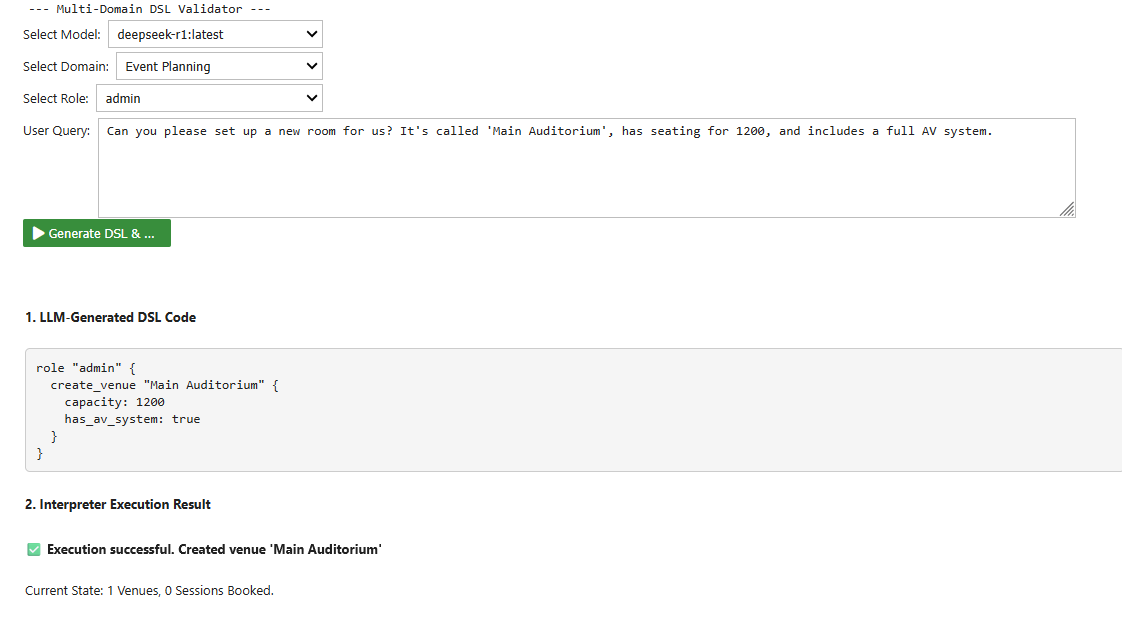 --- Multi-Domain DSL Validator ---
Select Model: deepseek-r1:latest
Select Domain: Event Planning
Select Role: admin
User Query: Can you please set up a new room for us? It's called 'Main Auditorium', has seating for 1200, and includes a full AV system.
Generate DSL & ...
1. LLM-Generated DSL Code
role "admin" {
  create_venue "Main Auditorium" {
    capacity: 1200
    has_av_system: true
  }
}
2. Interpreter Execution Result
✅ Execution successful. Created venue 'Main Auditorium'
Current State: 1 Venues, 0 Sessions Booked.